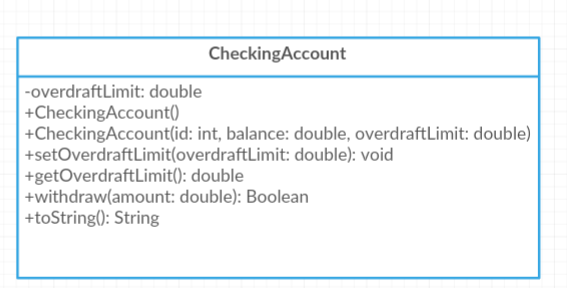 CheckingAccount
-overdraftLimit: double
+CheckingAccount()
+CheckingAccount(id: int, balance: double, overdraftLimit: double)
+setOverdraftLimit(overdraftLimit: double): void
+getOverdraftLimit(): double
+withdraw(amount: double): Boolean
+toString(): String